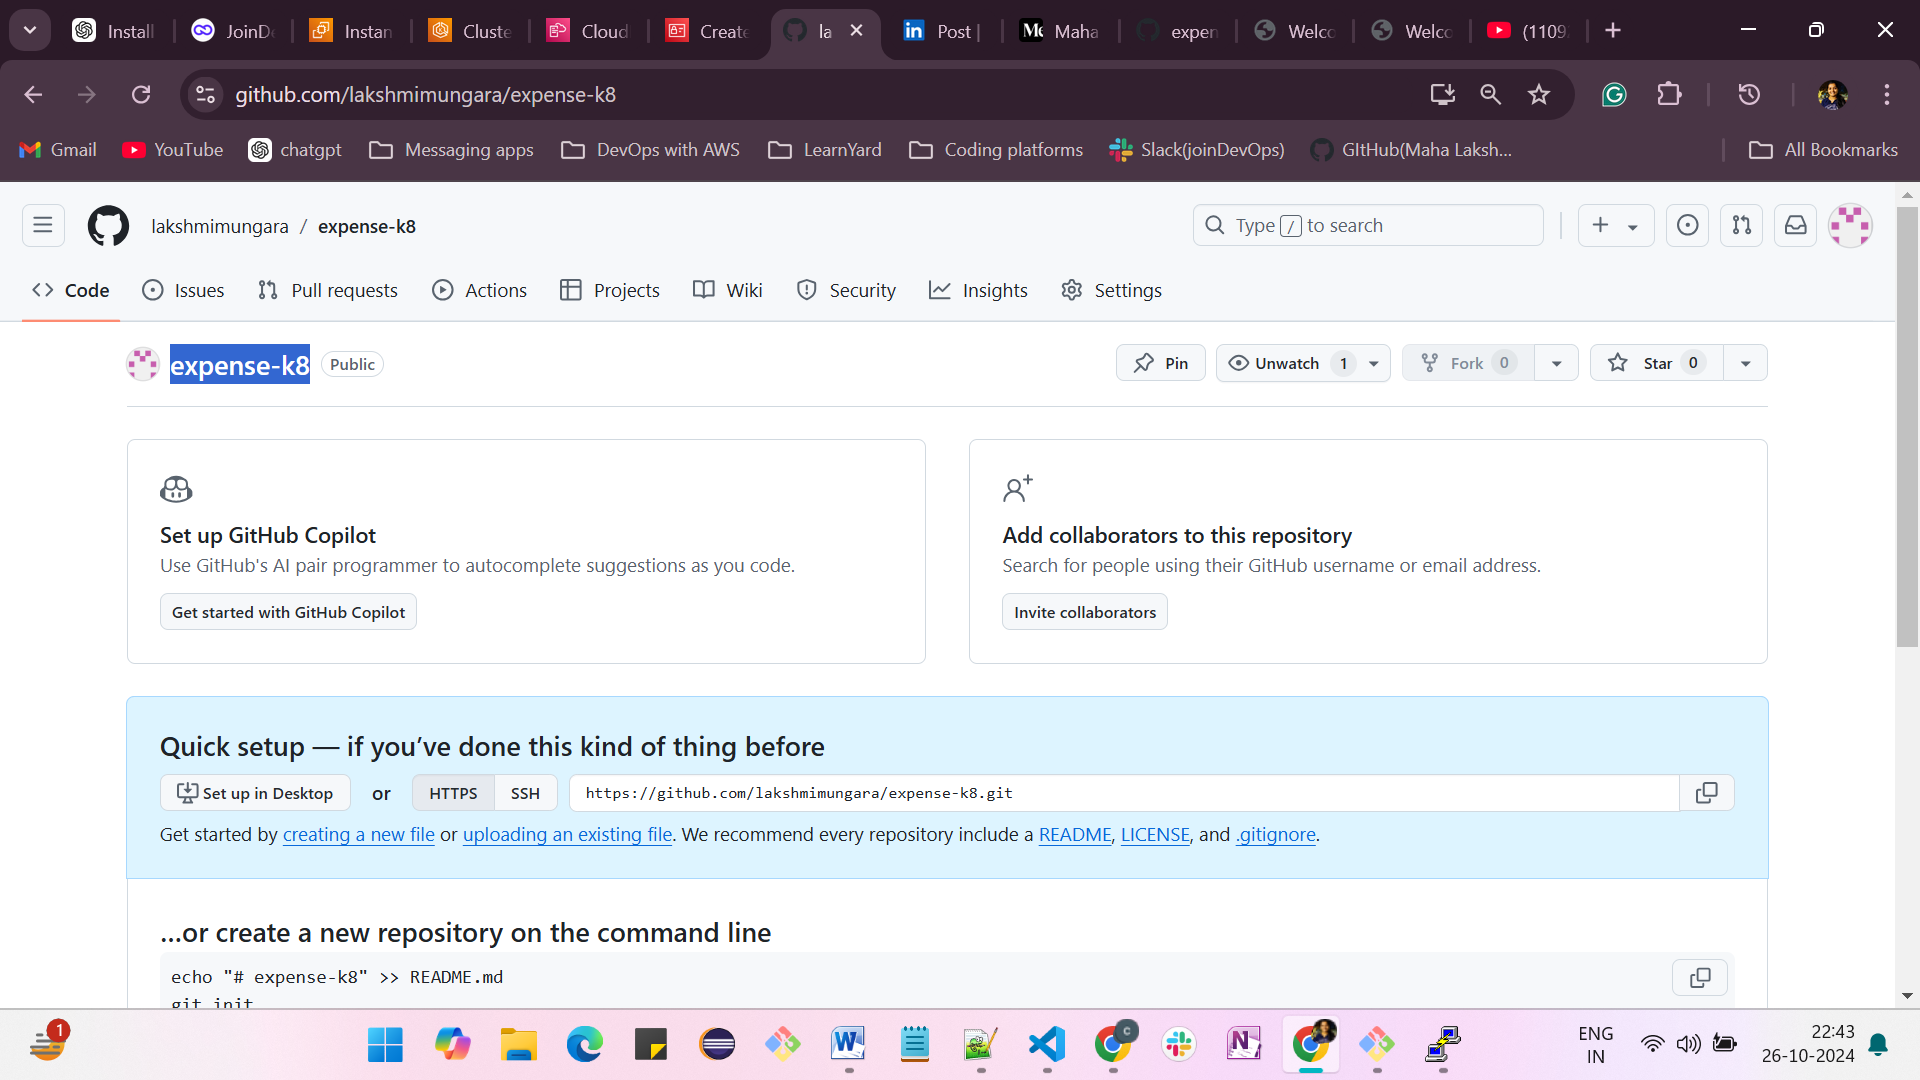 Install
JoinDe
Instan
Cluste
Cloud
Create
la
Post |
Maha
expen
Welco
Welco
(1109
github.com/lakshmimungara/expense-k8
Gmail
YouTube
chatgpt
Messaging apps
DevOps with AWS
LearnYard
Coding platforms
Slack(joinDevOps)
GItHub(Maha Laksh...
All Bookmarks
lakshmimungara / expense-k8
Type / to search
Code
Issues
Pull requests
Actions
Projects
Wiki
Security
Insights
Settings
expense-k8 Public
Pin
Unwatch 1
Fork 0
Star 0
Set up GitHub Copilot
Use GitHub's AI pair programmer to autocomplete suggestions as you code.
Get started with GitHub Copilot
Add collaborators to this repository
Search for people using their GitHub username or email address.
Invite collaborators
Quick setup — if you’ve done this kind of thing before
Set up in Desktop or HTTPS SSH https://github.com/lakshmimungara/expense-k8.git
Get started by creating a new file or uploading an existing file. We recommend every repository include a README, LICENSE, and .gitignore.
…or create a new repository on the command line
echo "# expense-k8" >> README.md
git init
1
C
ENG
IN
22:43
26-10-2024